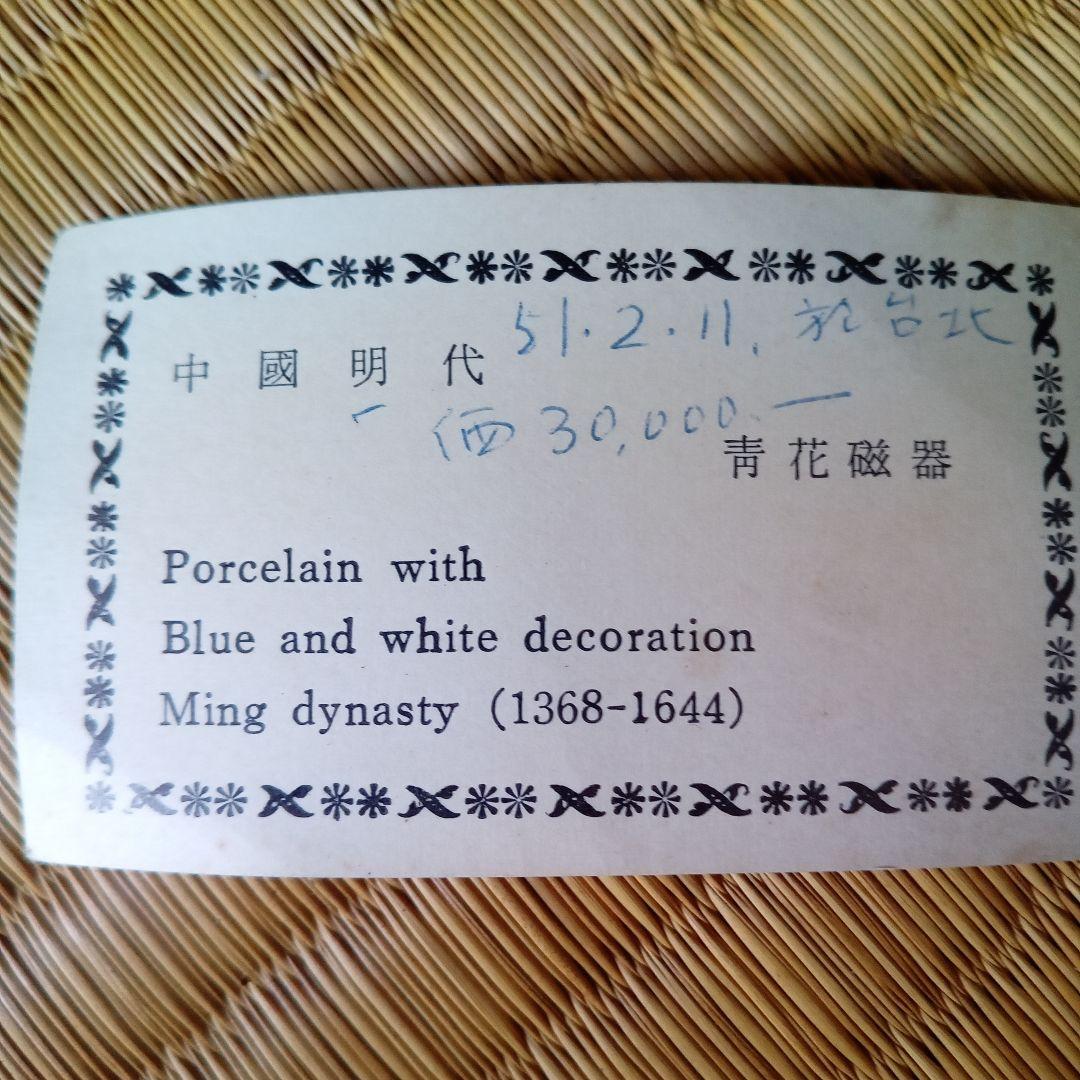 51.2.11. 於台北
中國明代
価30,000.—
青花磁器
Porcelain with
Blue and white decoration
Ming dynasty (1368-1644)